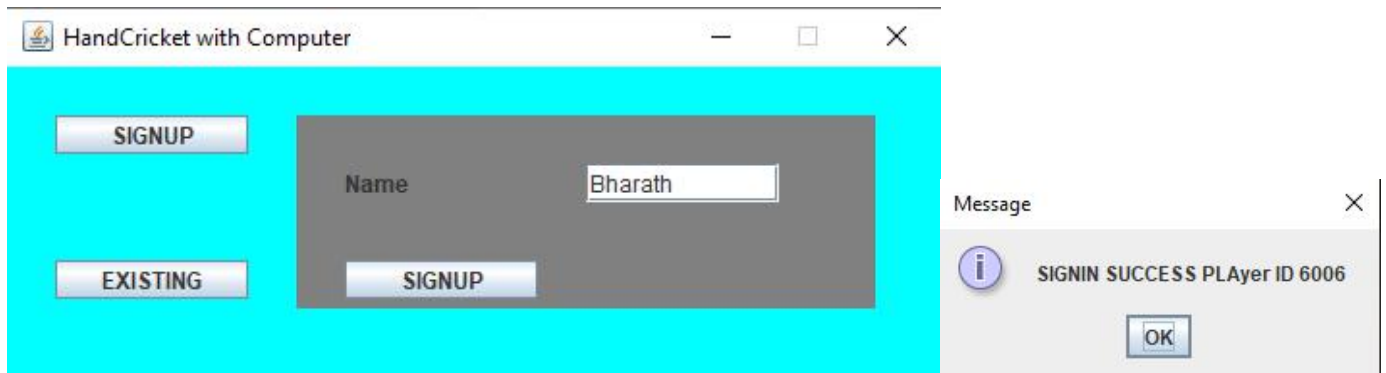 HandCricket with Computer
SIGNUP
Name
Bharath
EXISTING
SIGNUP
Message
SIGNIN SUCCESS PLAyer ID 6006
OK